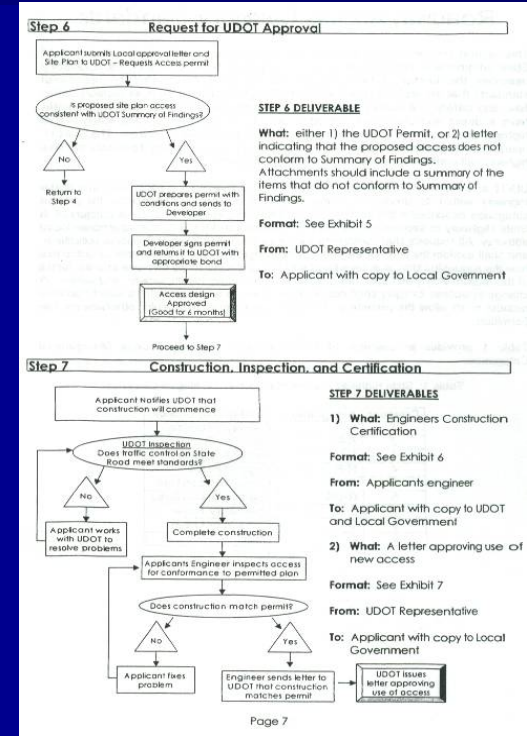 Step 6 Request for UDOT Approval
Applicant submits Local approval letter and
Site Plan to UDOT – Requests Access permit
Is proposed site plan access
consistent with UDOT Summary of Findings?
No
Yes
Return to
Step 4
UDOT prepares permit with
conditions and sends to
Developer
Developer signs permit
and returns it to UDOT with
appropriate bond
Access design
Approved
(Good for 6 months)
Proceed to Step 7
STEP 6 DELIVERABLE
What: either 1) the UDOT Permit, or 2) a letter
indicating that the proposed access does not
conform to Summary of Findings.
Attachments should include a summary of the
items that do not conform to Summary of
Findings.
Format: See Exhibit 5
From: UDOT Representative
To: Applicant with copy to Local Government
Step 7 Construction, Inspection, and Certification
Applicant Notifies UDOT that
construction will commence
UDOT Inspection
Does traffic control on State
Road meet standards?
No
Yes
Applicant works
with UDOT to
resolve problems
Complete construction
Applicants Engineer inspects access
for conformance to permitted plan
Does construction match permit?
No
Yes
Applicant fixes
problem
Engineer sends letter to
UDOT that construction
matches permit
UDOT issues
letter approving
use of access
STEP 7 DELIVERABLES
1) What: Engineers Construction
Certification
Format: See Exhibit 6
From: Applicants engineer
To: Applicant with copy to UDOT
and Local Government
2) What: A letter approving use of
new access
Format: See Exhibit 7
From: UDOT Representative
To: Applicant with copy to Local
Government
Page 7